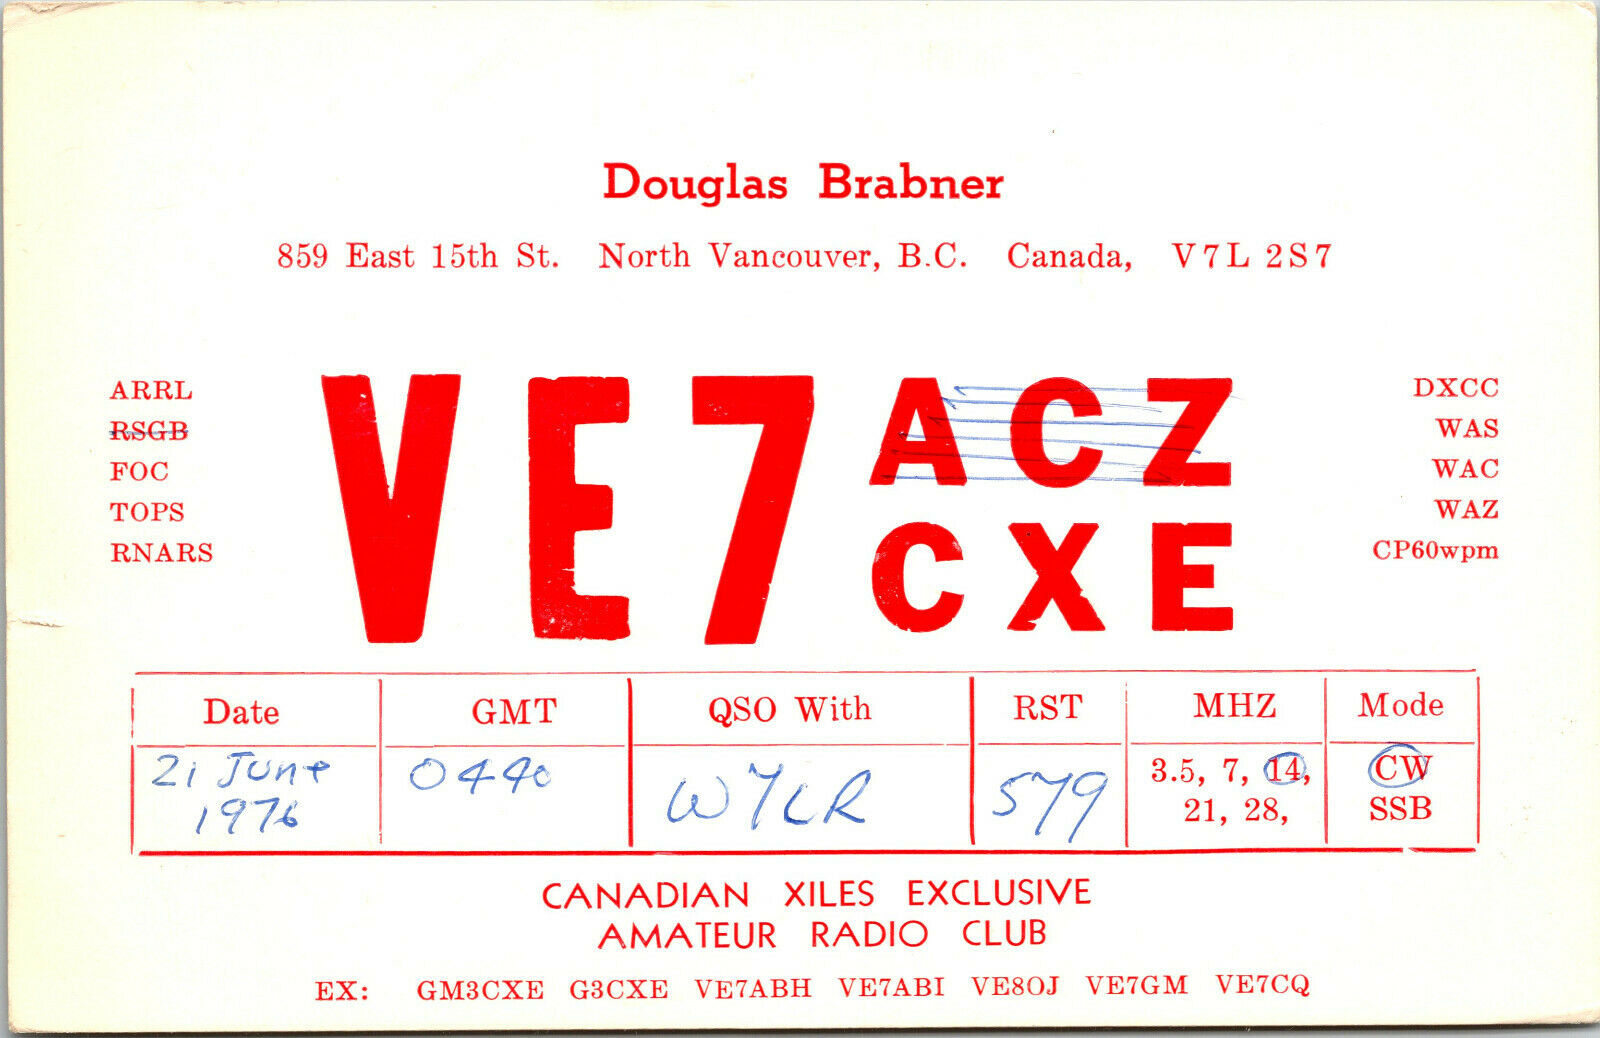 Douglas Brabner
859 East 15th St. North Vancouver, B.C. Canada, V7L 2S7
ARRL
RSGB
FOC
TOPS
RNARS
VE7 ACZ
CXE
DXCC
WAS
WAC
WAZ
CP60wpm
Date GMT QSO With RST MHZ Mode
21 June 0440 W7LR 579 3.5, 7, 14, CW
1976 21, 28, SSB
CANADIAN XILES EXCLUSIVE
AMATEUR RADIO CLUB
EX: GM3CXE G3CXE VE7ABH VE7ABI VE8OJ VE7GM VE7CQ